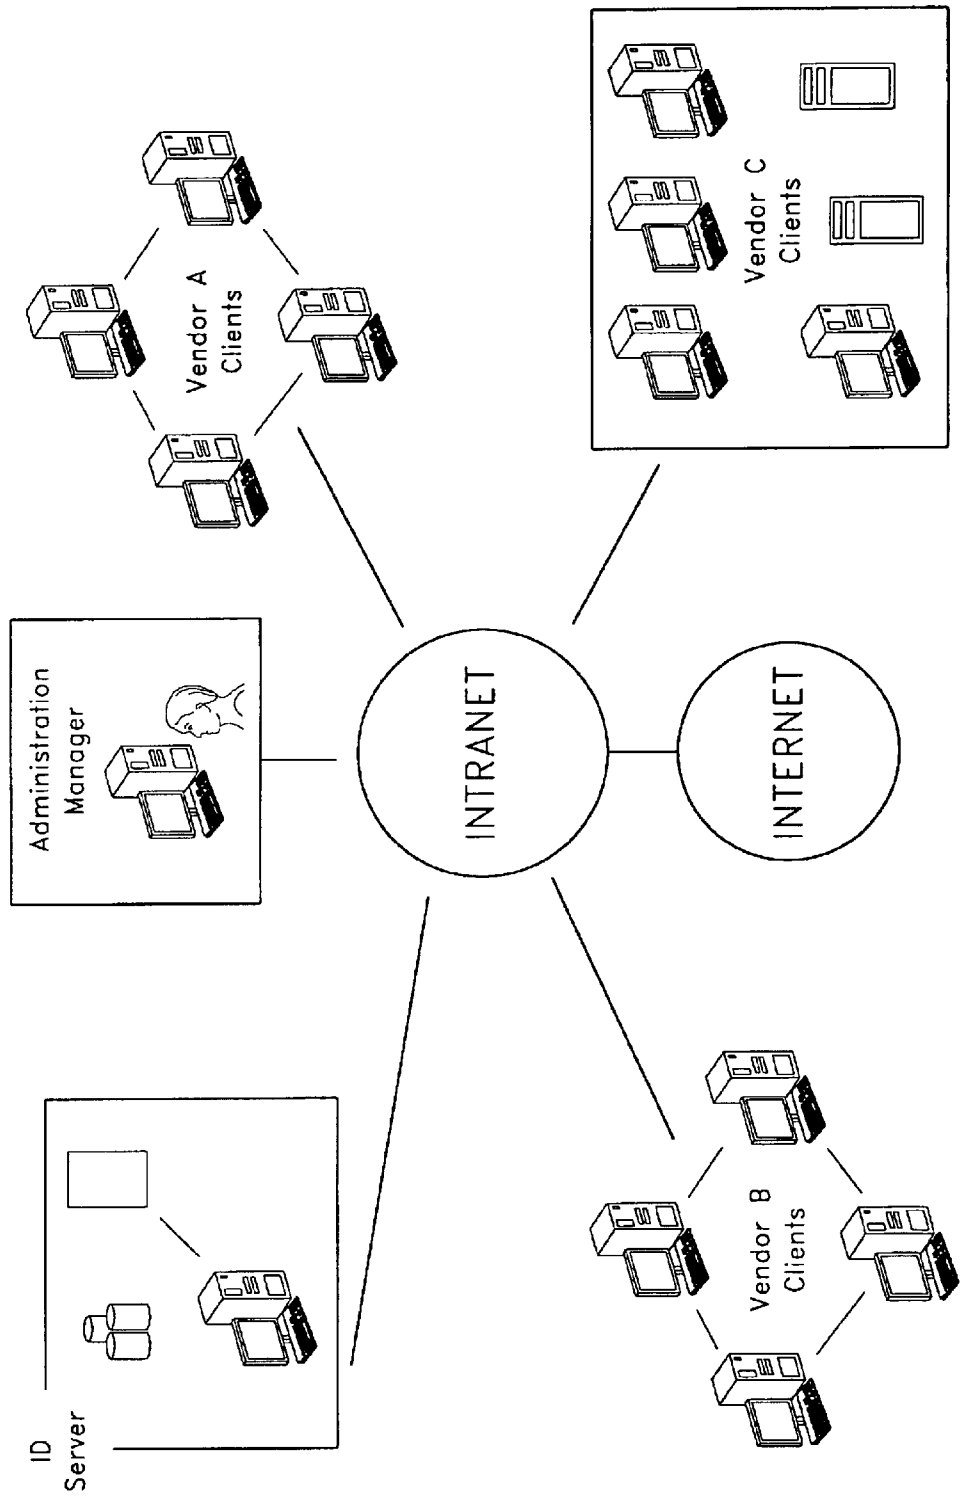 ID
Server
Administration
Manager
Vendor A
Clients
INTRANET
INTERNET
Vendor B
Clients
Vendor C
Clients